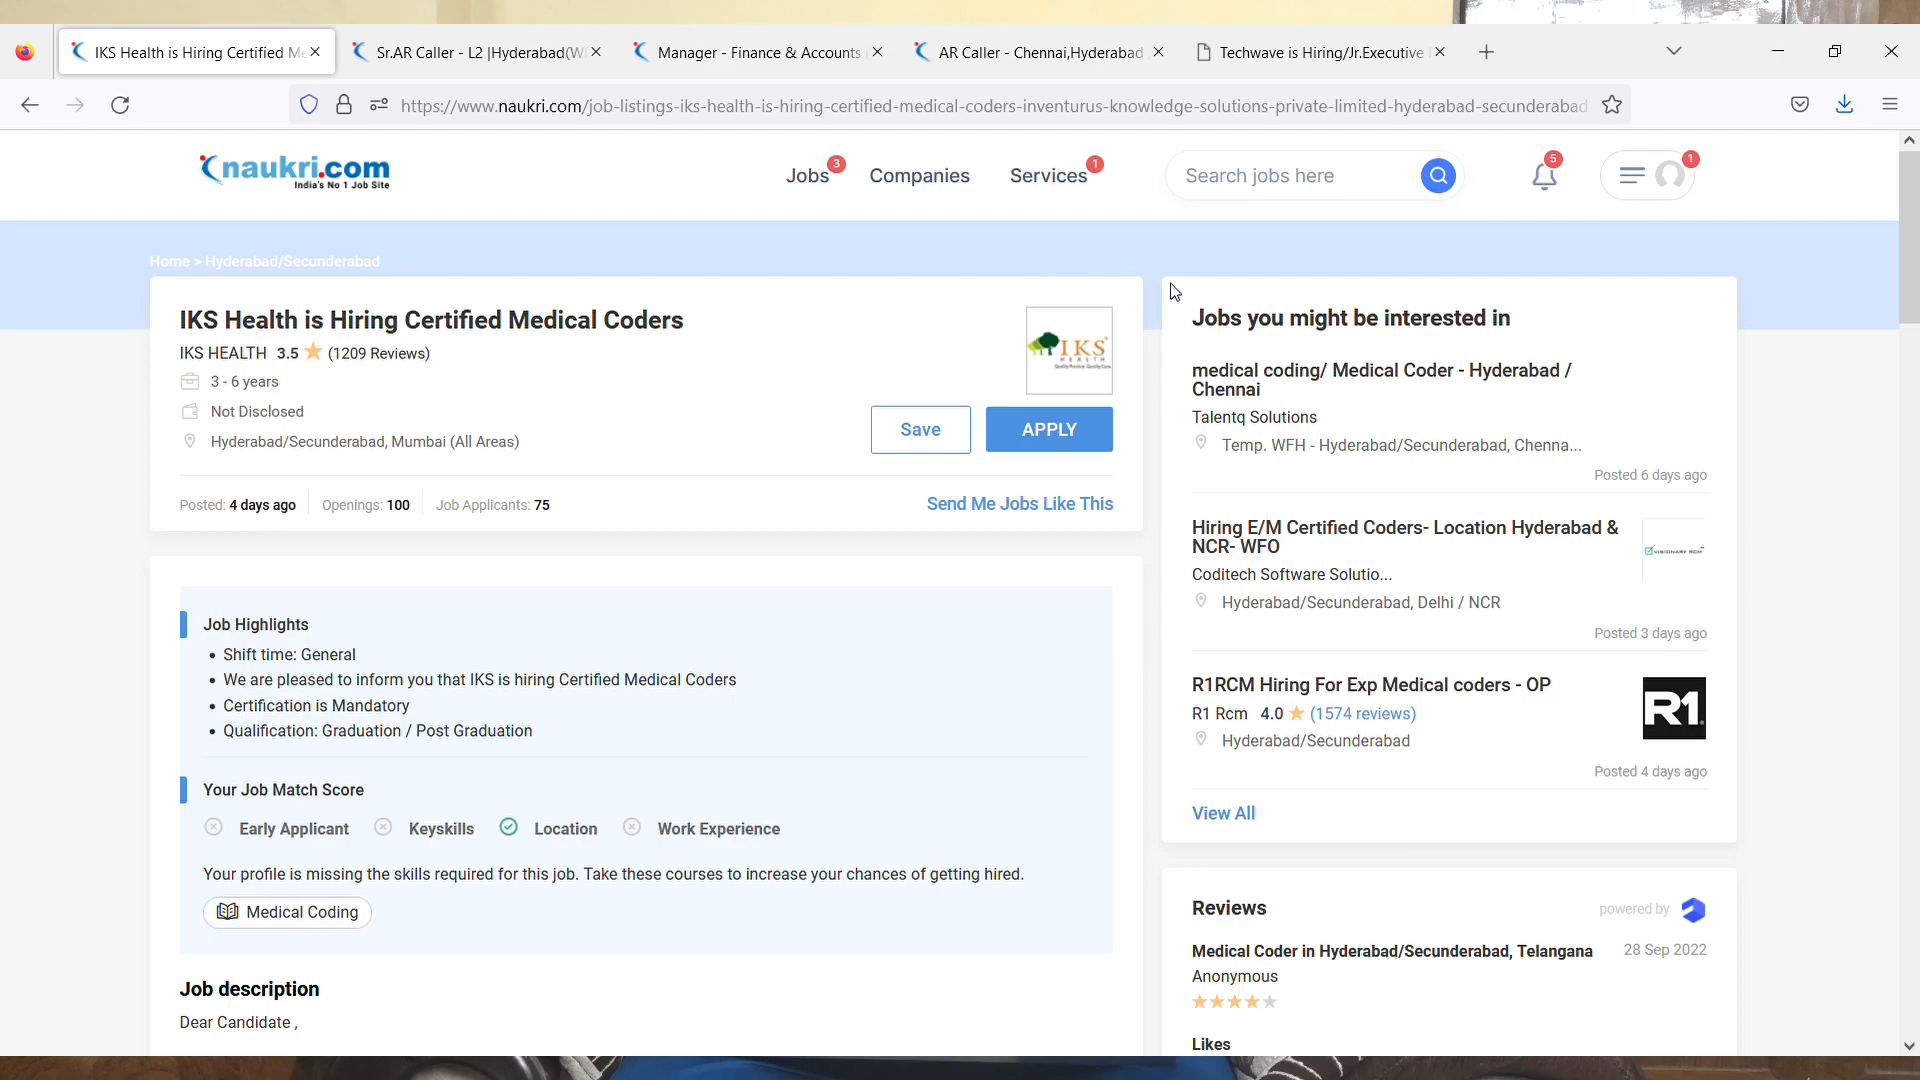 IKS Health is Hiring Certified Me
Sr.AR Caller - L2 |Hyderabad(W
Manager - Finance & Accounts
AR Caller - Chennai,Hyderabad
Techwave is Hiring/Jr.Executive
https://www.naukri.com/job-listings-iks-health-is-hiring-certified-medical-coders-inventurus-knowledge-solutions-private-limited-hyderabad-secunderabad
naukri.com
India's No 1 Job Site
Jobs 3
Companies
Services 1
Search jobs here
5
1
Home > Hyderabad/Secunderabad
IKS Health is Hiring Certified Medical Coders
IKS HEALTH 3.5 (1209 Reviews)
3 - 6 years
Not Disclosed
Hyderabad/Secunderabad, Mumbai (All Areas)
IKS
HEALTH
Save
APPLY
Posted: 4 days ago
Openings: 100
Job Applicants: 75
Send Me Jobs Like This
Job Highlights
• Shift time: General
• We are pleased to inform you that IKS is hiring Certified Medical Coders
• Certification is Mandatory
• Qualification: Graduation / Post Graduation
Your Job Match Score
Early Applicant
Keyskills
Location
Work Experience
Your profile is missing the skills required for this job. Take these courses to increase your chances of getting hired.
Medical Coding
Job description
Dear Candidate ,
Jobs you might be interested in
medical coding/ Medical Coder - Hyderabad /
Chennai
Talentq Solutions
Temp. WFH - Hyderabad/Secunderabad, Chenna...
Posted 6 days ago
Hiring E/M Certified Coders- Location Hyderabad &
NCR- WFO
VISIONARY RCM
Coditech Software Solutio...
Hyderabad/Secunderabad, Delhi / NCR
Posted 3 days ago
R1RCM Hiring For Exp Medical coders - OP
R1 Rcm 4.0 (1574 reviews)
R1
Hyderabad/Secunderabad
Posted 4 days ago
View All
Reviews
powered by
Medical Coder in Hyderabad/Secunderabad, Telangana
28 Sep 2022
Anonymous
Likes